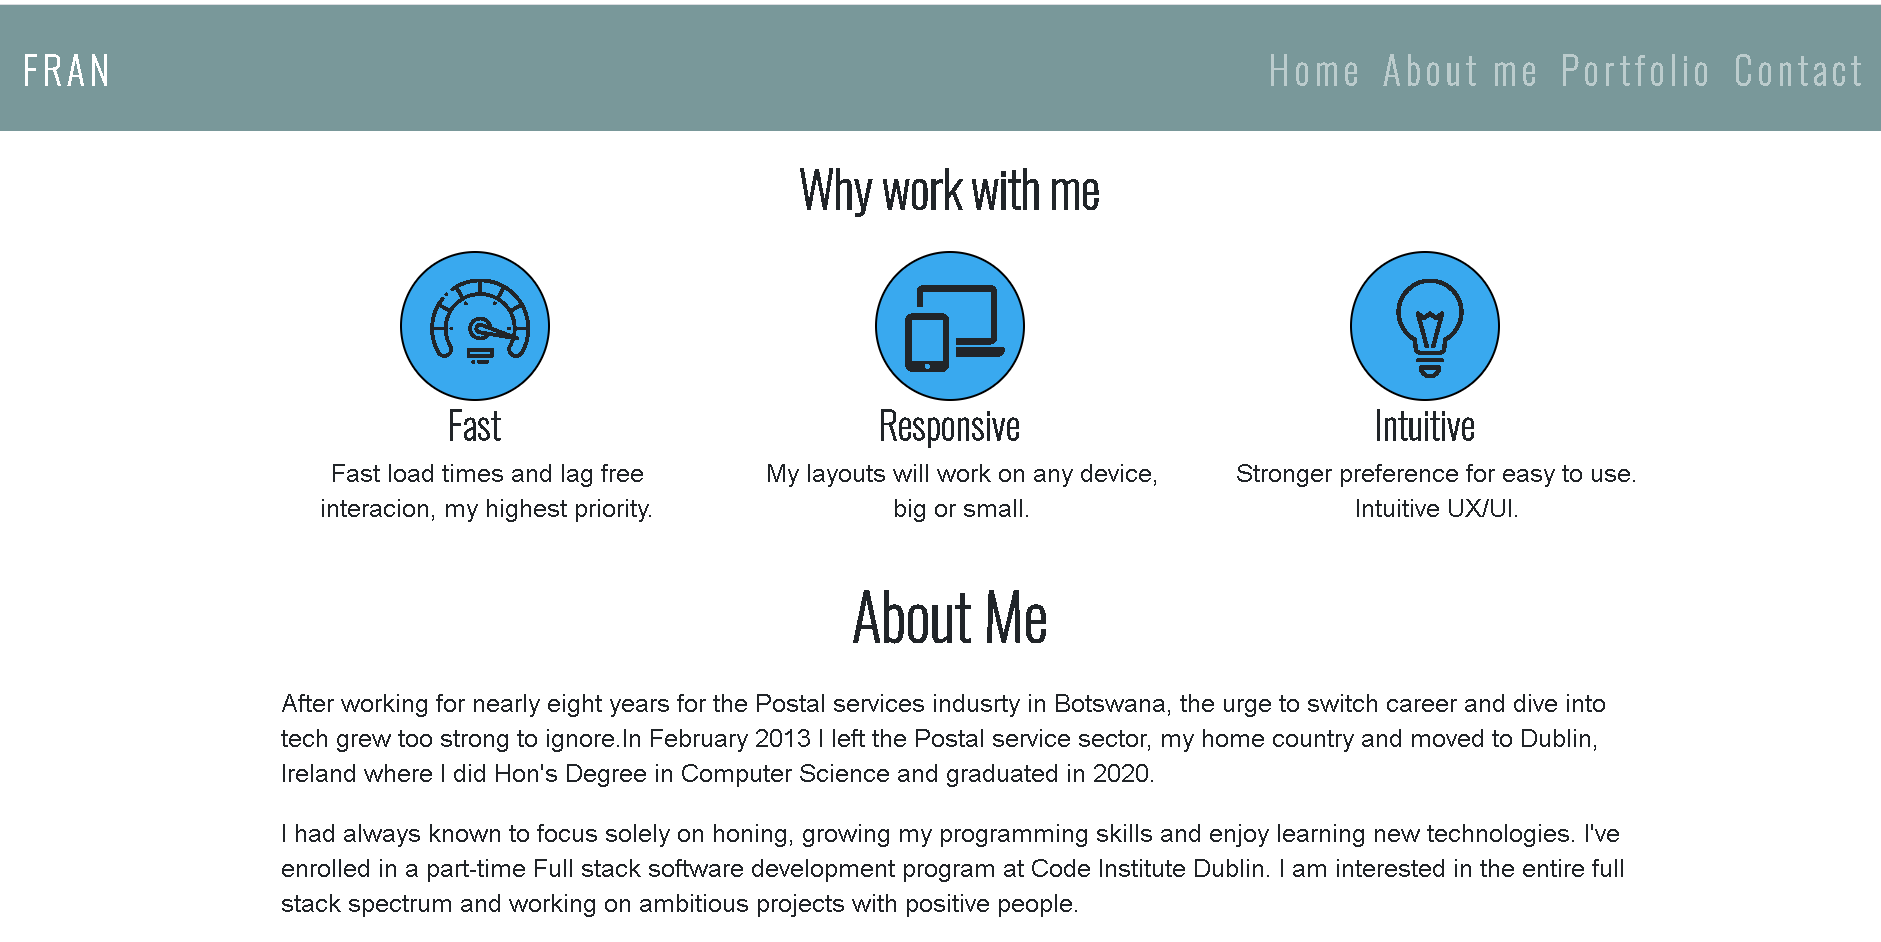 FRAN
Home About me Portfolio Contact
Why work with me
Fast
Fast load times and lag free
interacion, my highest priority.
Responsive
My layouts will work on any device,
big or small.
Intuitive
Stronger preference for easy to use.
Intuitive UX/UI.
About Me
After working for nearly eight years for the Postal services indusrty in Botswana, the urge to switch career and dive into
tech grew too strong to ignore.In February 2013 I left the Postal service sector, my home country and moved to Dublin,
Ireland where I did Hon's Degree in Computer Science and graduated in 2020.
I had always known to focus solely on honing, growing my programming skills and enjoy learning new technologies. I've
enrolled in a part-time Full stack software development program at Code Institute Dublin. I am interested in the entire full
stack spectrum and working on ambitious projects with positive people.